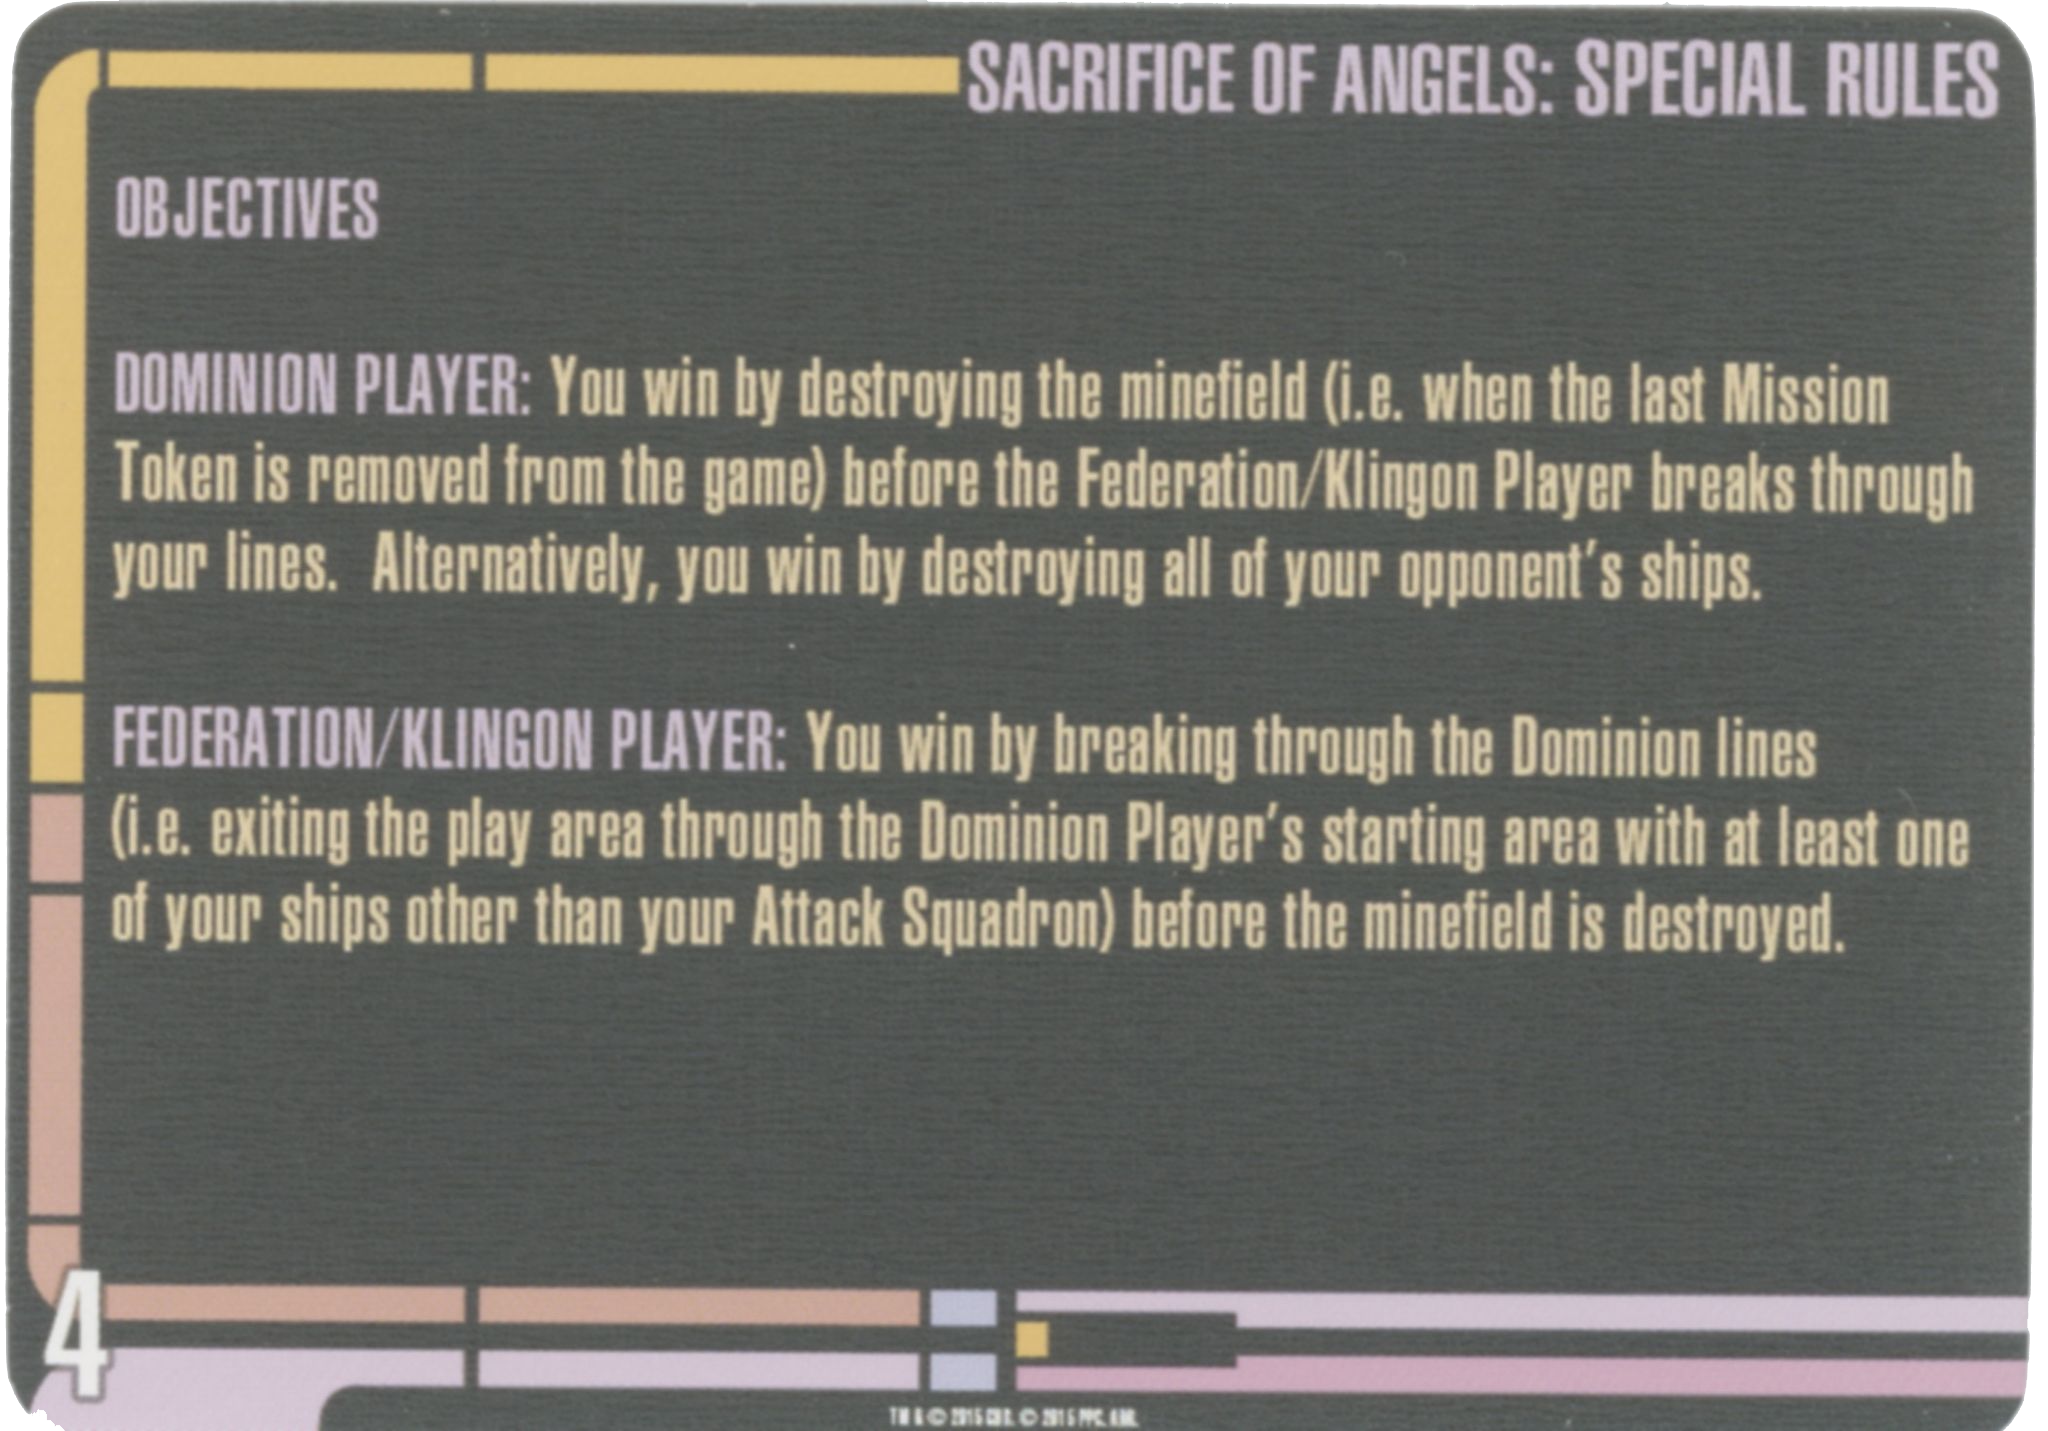 SACRIFICE OF ANGELS: SPECIAL RULES
OBJECTIVES
DOMINION PLAYER: You win by destroying the minefield (i.e. when the last Mission
Token is removed from the game) before the Federation/Klingon Player breaks through
your lines. Alternatively, you win by destroying all of your opponent's ships.
FEDERATION/KLINGON PLAYER: You win by breaking through the Dominion lines
(i.e. exiting the play area through the Dominion Player's starting area with at least one
of your ships other than your Attack Squadron) before the minefield is destroyed.
4
TM & © 2015 CBS. © 2015 PPC. ARR.